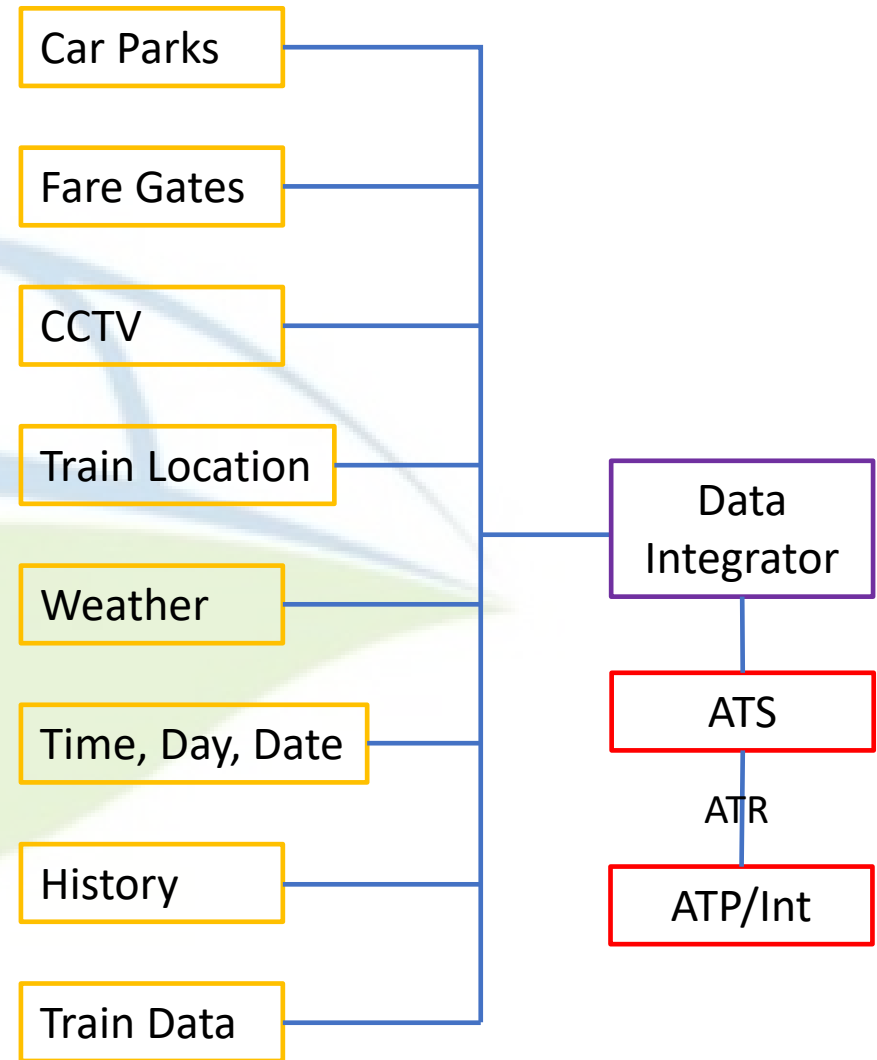 Car Parks
Fare Gates
CCTV
Train Location
Weather
Time, Day, Date
History
Train Data
Data
Integrator
ATS
ATR
ATP/Int